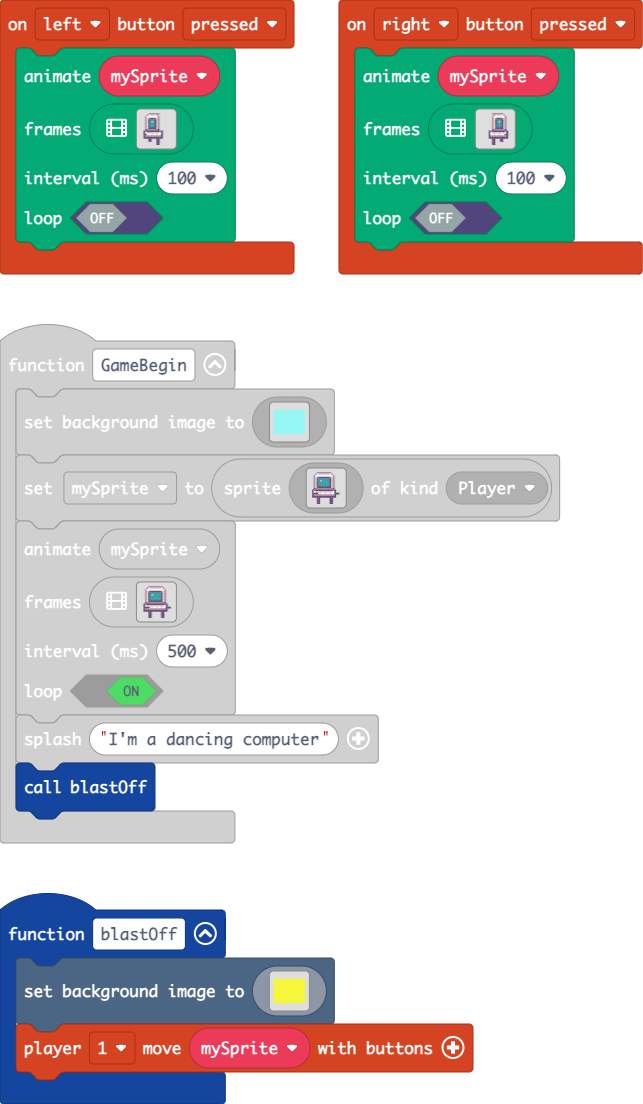 on left button pressed
animate mySprite
frames
interval (ms) 100
loop OFF
on right button pressed
animate mySprite
frames
interval (ms) 100
loop OFF
function GameBegin
set background image to
set mySprite to sprite of kind Player
animate mySprite
frames
interval (ms) 500
loop ON
splash "I'm a dancing computer"
call blastOff
function blastOff
set background image to
player 1 move mySprite with buttons